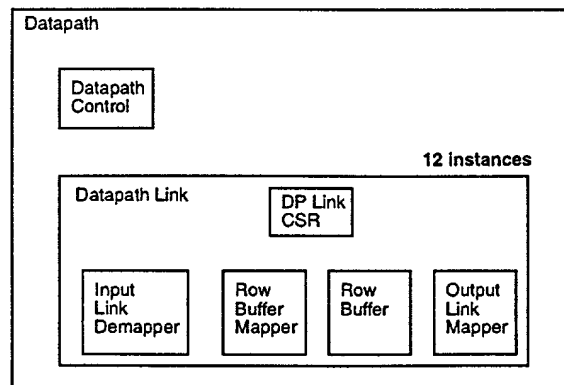 Datapath
Datapath
Control
12 instances
Datapath Link
DP Link
CSR
Input
Link
Demapper
Row
Buffer
Mapper
Row
Buffer
Output
Link
Mapper